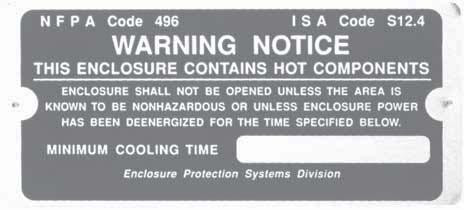 NFPA Code 496 ISA Code S12.4
WARNING NOTICE
THIS ENCLOSURE CONTAINS HOT COMPONENTS
ENCLOSURE SHALL NOT BE OPENED UNLESS THE AREA IS
KNOWN TO BE NONHAZARDOUS OR UNLESS ENCLOSURE POWER
HAS BEEN DEENERGIZED FOR THE TIME SPECIFIED BELOW.
MINIMUM COOLING TIME
Enclosure Protection Systems Division